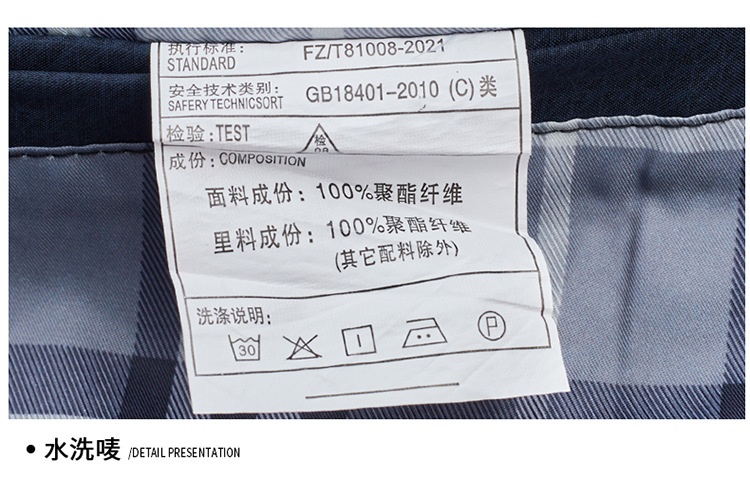 执行标准: FZ/T81008-2021
STANDARD
安全技术类别: GB18401-2010 (C) 类
SAFERY TECHNICSORT
检验:TEST 检
成份: COMPOSITION
面料成份: 100%聚酯纤维
里料成份: 100%聚酯纤维
(其它配料除外)
洗涤说明:
30 P
• 水洗唛 /DETAIL PRESENTATION